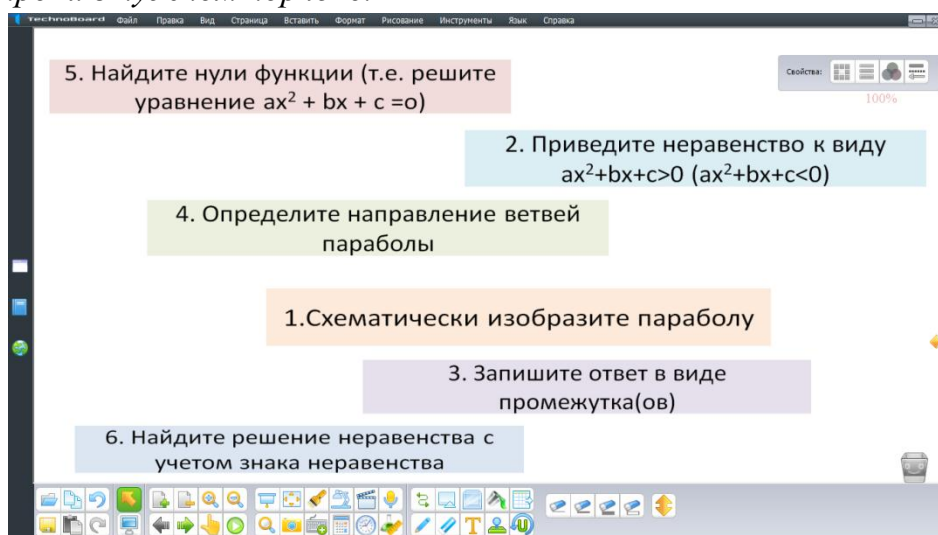 TechnoBoard Файл Правка Вид Страница Вставить Формат Рисование Инструменты Язык Справка
5. Найдите нули функции (т.е. решите
уравнение ax² + bx + c =о)
Свойства:
100%
2. Приведите неравенство к виду
ax²+bx+c>0 (ax²+bx+c<0)
4. Определите направление ветвей
параболы
1.Схематически изобразите параболу
3. Запишите ответ в виде
промежутка(ов)
6. Найдите решение неравенства с
учетом знака неравенства